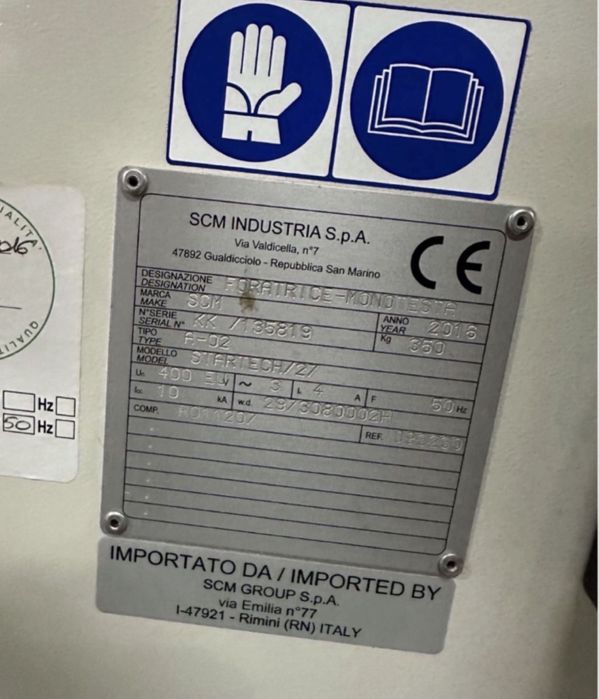 SCM INDUSTRIA S.p.A.
Via Valdicella, n°7
47892 Gualdicciolo - Repubblica San Marino
CE
DESIGNAZIONE
DESIGNATION FORATRICE-MONOTESTA
MARCA
MAKE SCM
ANNO
YEAR 2016
N°SERIE
SERIAL N° KK /135819
Kg 350
TIPO
TYPE A-02
MODELLO
MODEL STARTECH/2/
Un 400 V ~ 3 In 4 A F 50 Hz
Icc 10 kA w.d. 29/3080002A
COMP.
REF.
IMPORTATO DA / IMPORTED BY
SCM GROUP S.p.A.
via Emilia n°77
I-47921 - Rimini (RN) ITALY
Hz
50 Hz